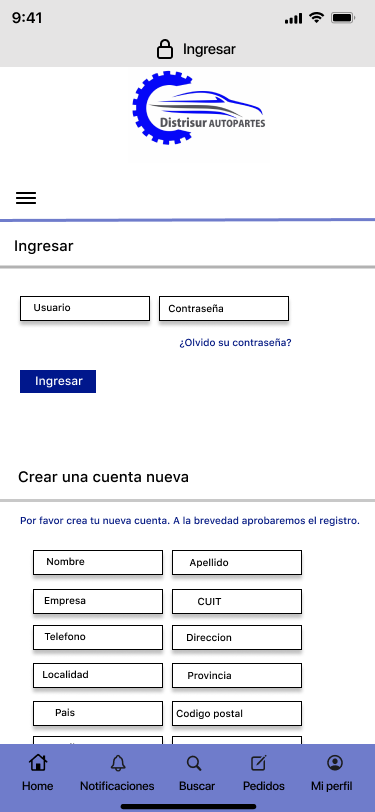 9:41
Ingresar
Distrisur AUTOPARTES
Ingresar
Usuario
Contraseña
¿Olvido su contraseña?
Ingresar
Crear una cuenta nueva
Por favor crea tu nueva cuenta. A la brevedad aprobaremos el registro.
Nombre
Apellido
Empresa
CUIT
Telefono
Direccion
Localidad
Provincia
Pais
Codigo postal
Home
Notificaciones
Buscar
Pedidos
Mi perfil